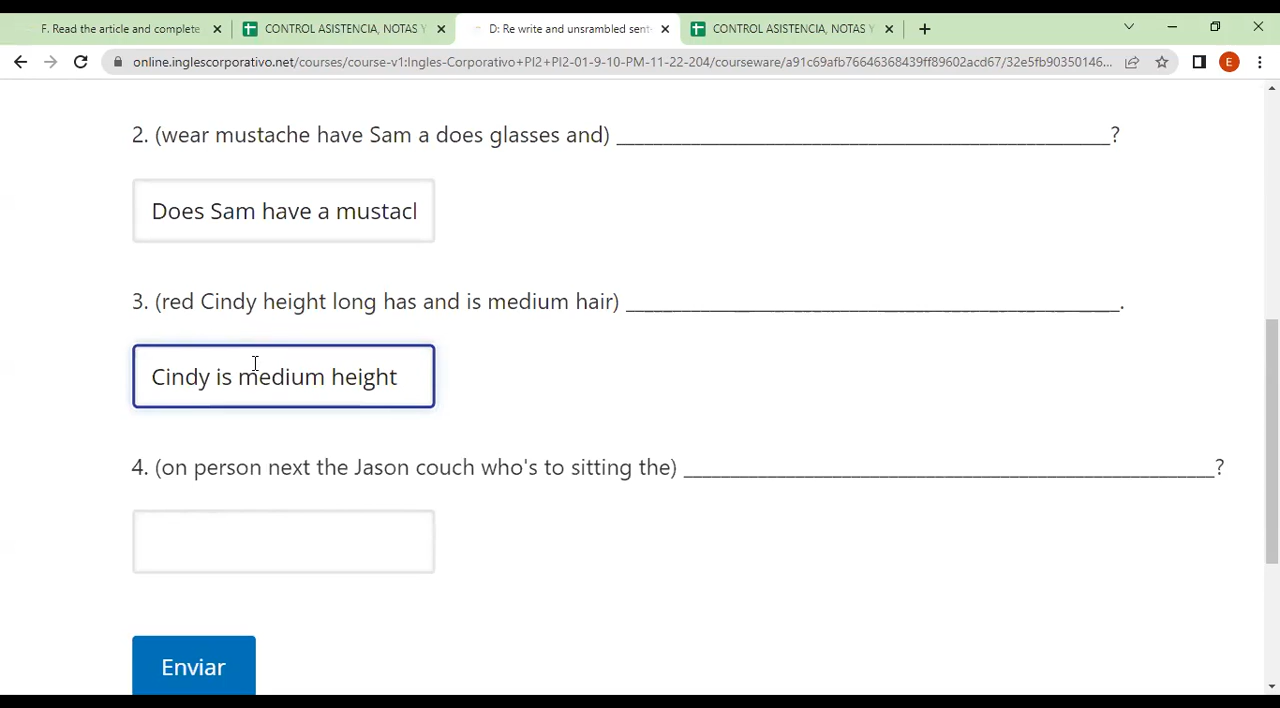 F. Read the article and complete
CONTROL ASISTENCIA, NOTAS Y
D: Re write and unsrambled sent
CONTROL ASISTENCIA, NOTAS Y
online.inglescorporativo.net/courses/course-v1:Ingles-Corporativo+PI2+PI2-01-9-10-PM-11-22-204/courseware/a91c69afb76646368439ff89602acd67/32e5fb90350146...
E
2. (wear mustache have Sam a does glasses and) ________________________________________?
Does Sam have a mustacl
3. (red Cindy height long has and is medium hair) ________________________________________.
Cindy is medium height
4. (on person next the Jason couch who's to sitting the) ___________________________________________?
Enviar